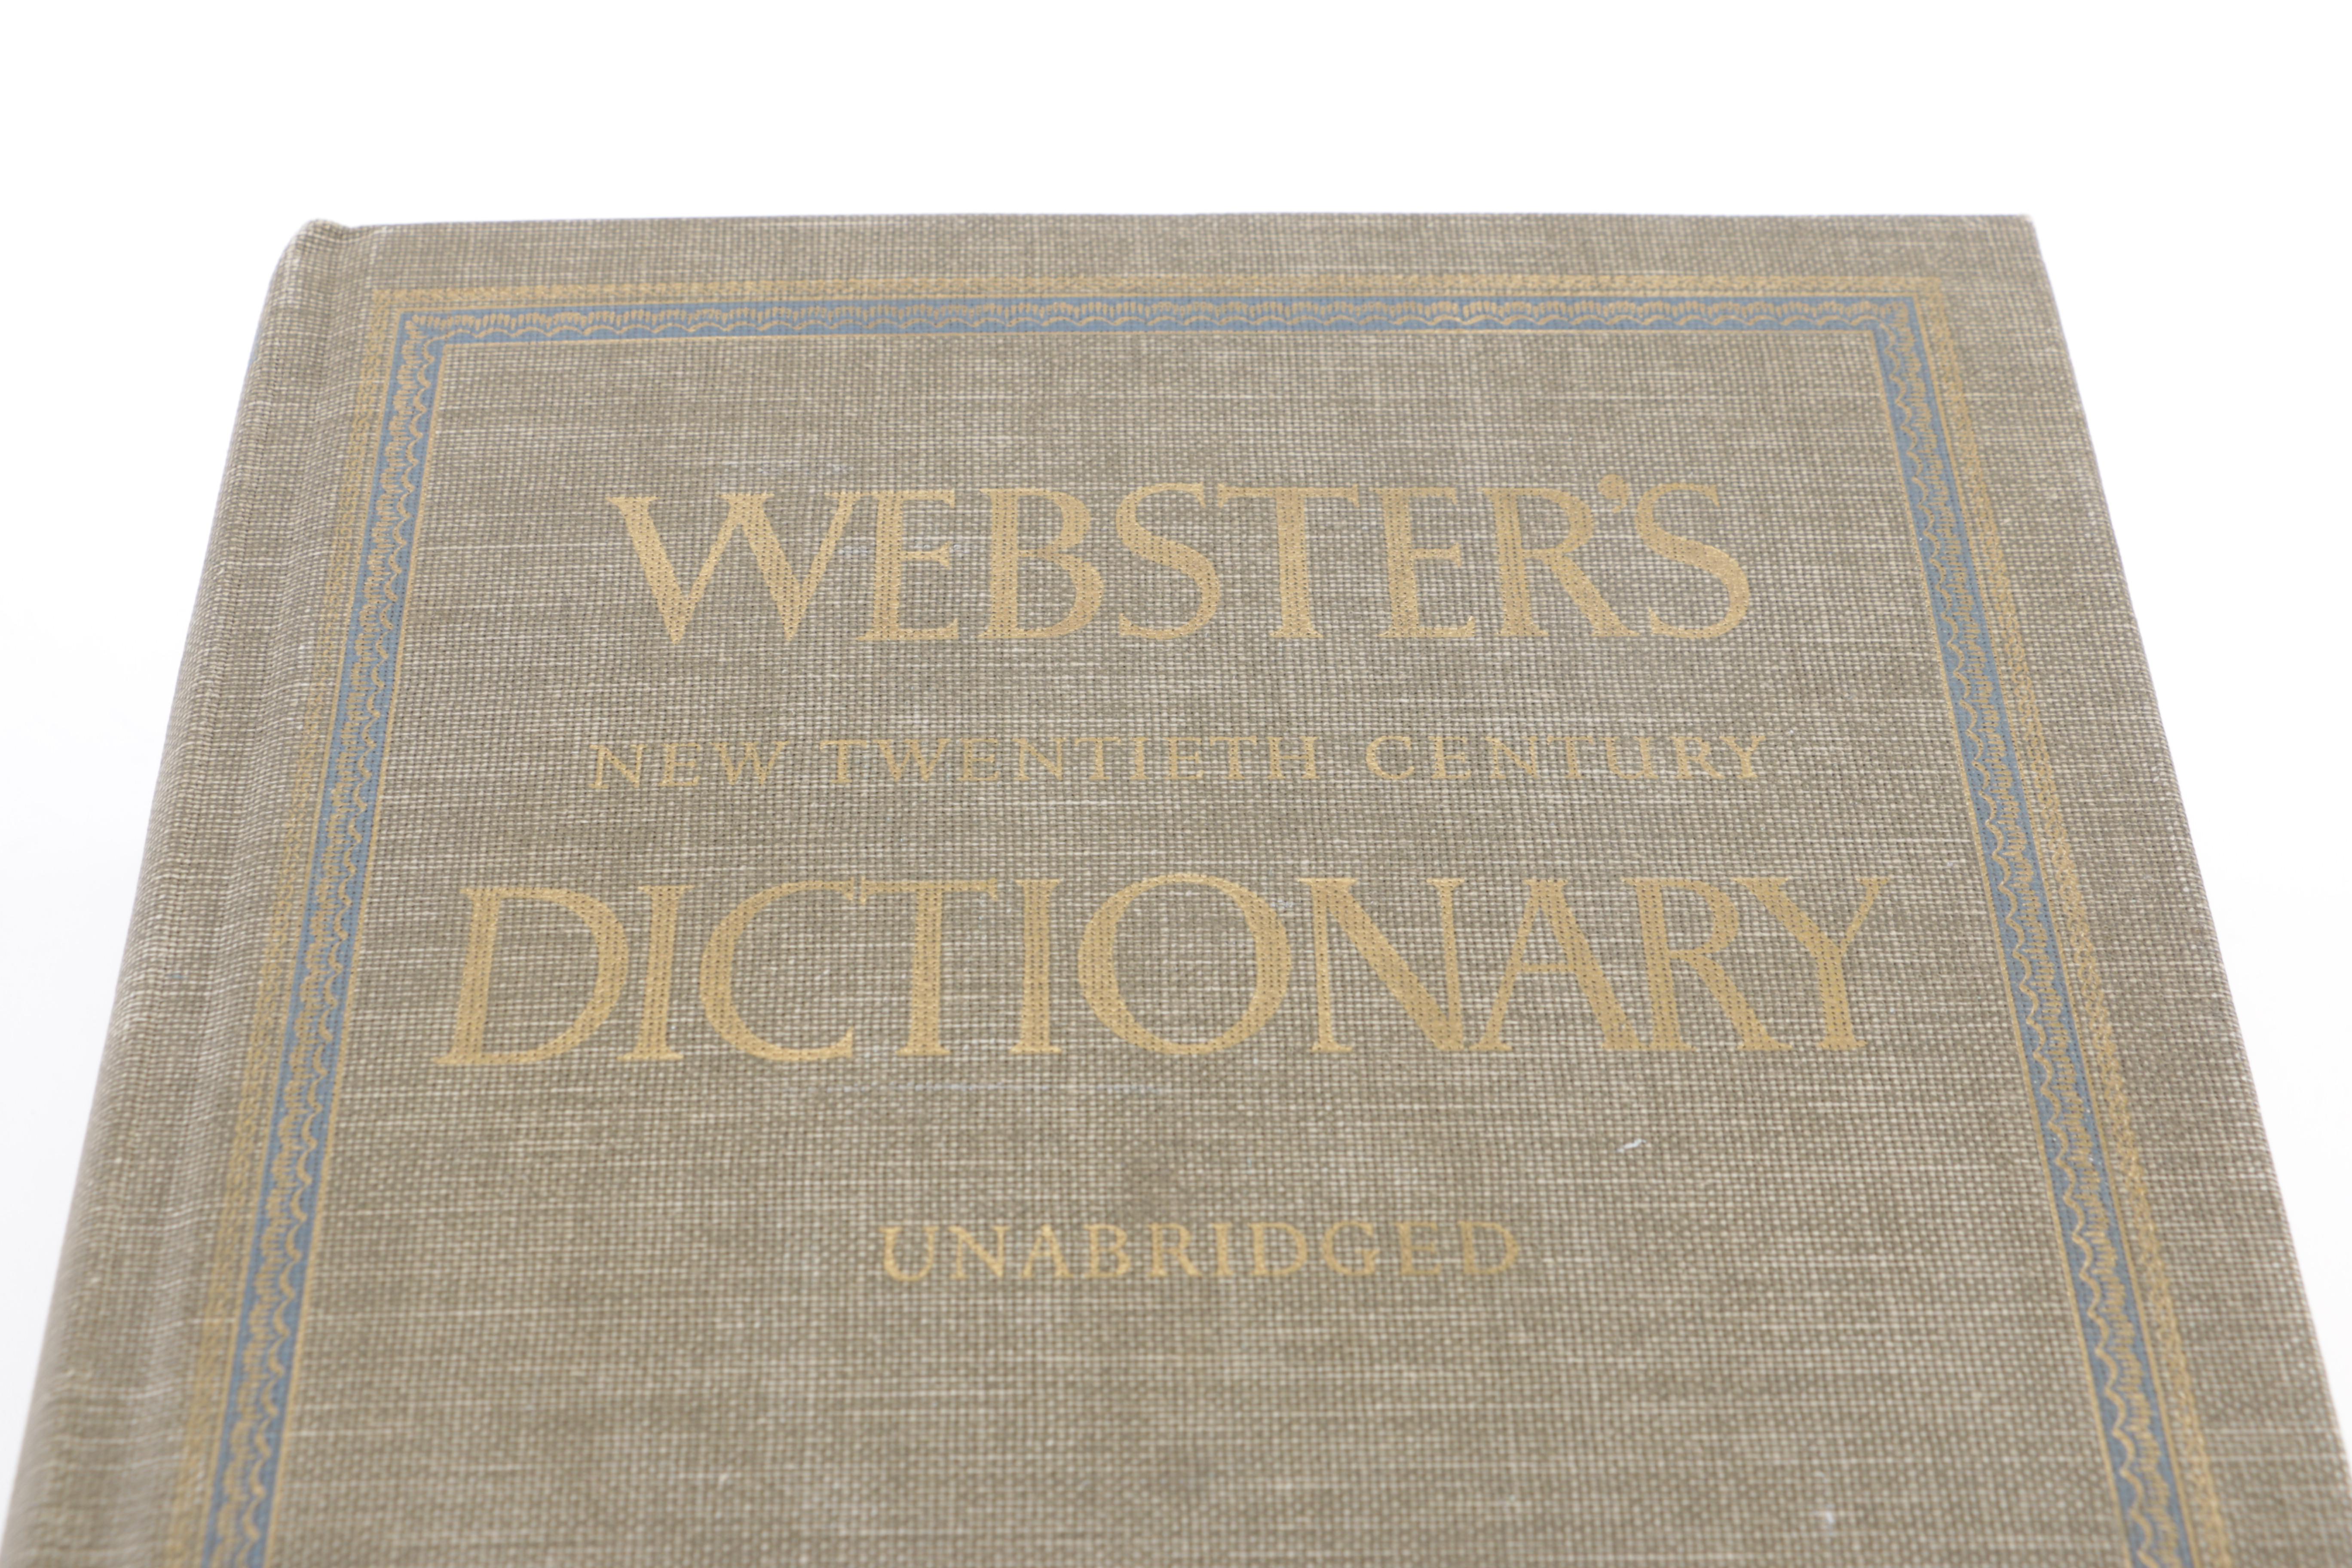 WEBSTER'S
NEW TWENTIETH CENTURY
DICTIONARY
UNABRIDGED